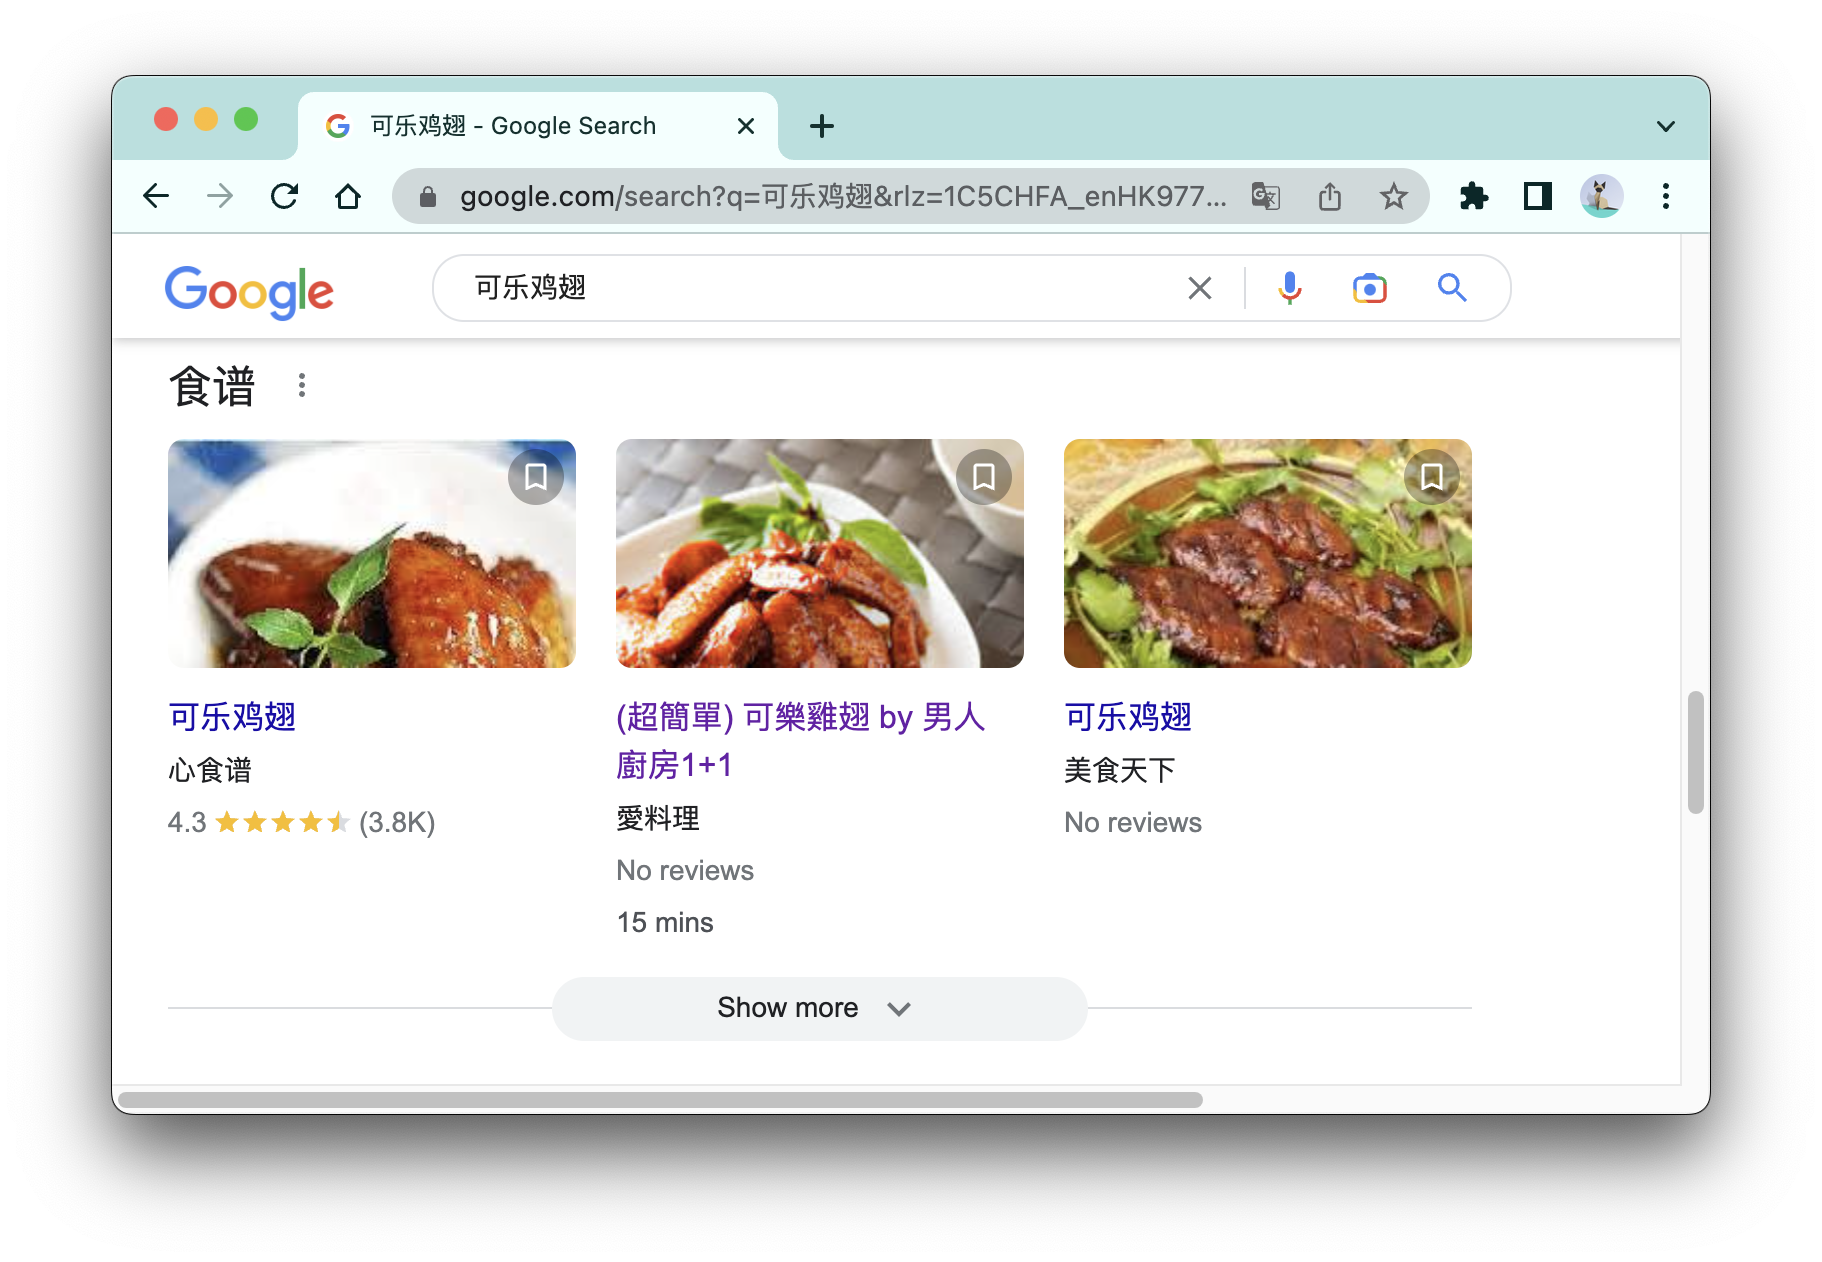 可乐鸡翅 - Google Search
google.com/search?q=可乐鸡翅&rlz=1C5CHFA_enHK977...
Google
可乐鸡翅
食谱
可乐鸡翅
心食谱
4.3 (3.8K)
(超簡單) 可樂雞翅 by 男人
廚房1+1
愛料理
No reviews
15 mins
可乐鸡翅
美食天下
No reviews
Show more